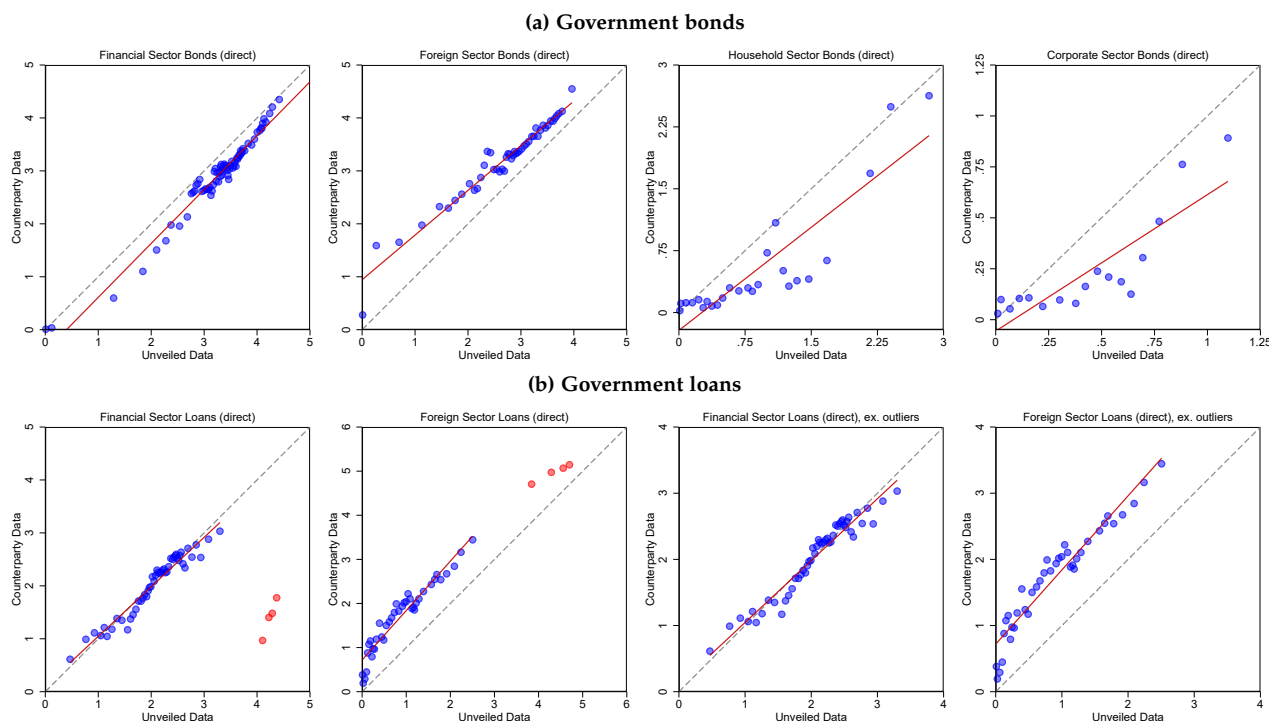 (a) Government bonds
Financial Sector Bonds (direct)
Counterparty Data
0 1 2 3 4 5
0 1 2 3 4 5
Unveiled Data
Foreign Sector Bonds (direct)
Counterparty Data
0 1 2 3 4 5
0 1 2 3 4 5
Unveiled Data
Household Sector Bonds (direct)
Counterparty Data
0 .75 1.5 2.25 3
0 .75 1.5 2.25 3
Unveiled Data
Corporate Sector Bonds (direct)
Counterparty Data
0 .25 .5 .75 1 1.25
0 .25 .5 .75 1 1.25
Unveiled Data
(b) Government loans
Financial Sector Loans (direct)
Counterparty Data
0 1 2 3 4 5
0 1 2 3 4 5
Unveiled Data
Foreign Sector Loans (direct)
Counterparty Data
0 1 2 3 4 5 6
0 1 2 3 4 5 6
Unveiled Data
Financial Sector Loans (direct), ex. outliers
Counterparty Data
0 1 2 3 4
0 1 2 3 4
Unveiled Data
Foreign Sector Loans (direct), ex. outliers
Counterparty Data
0 1 2 3 4
0 1 2 3 4
Unveiled Data